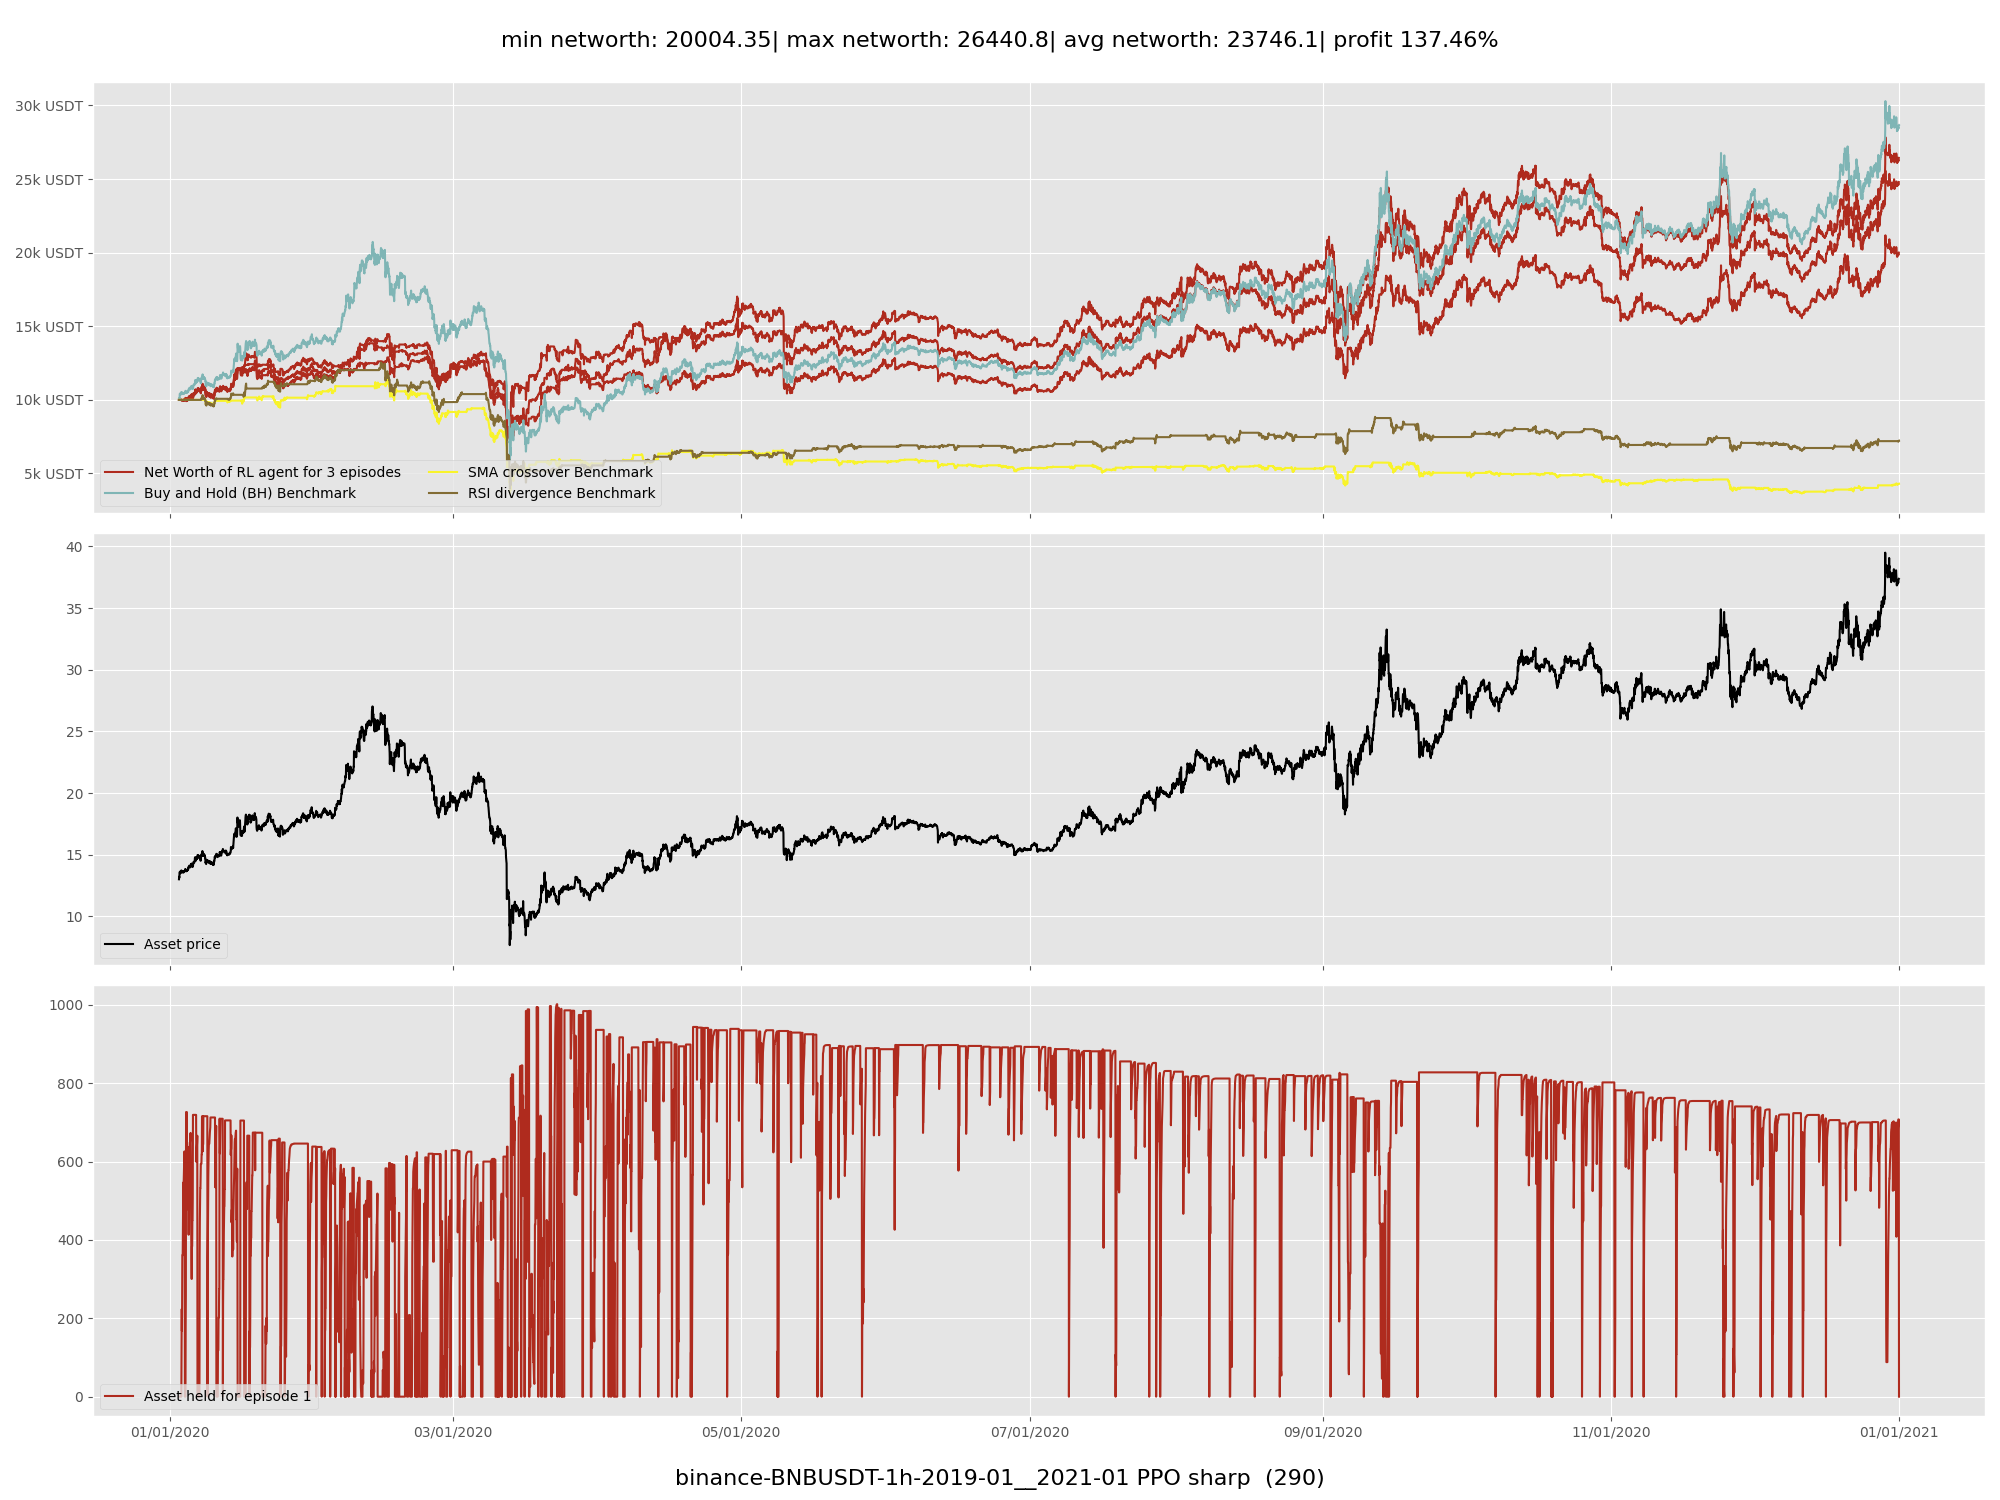 min networth: 20004.35| max networth: 26440.8| avg networth: 23746.1| profit 137.46%
30k USDT
25k USDT
20k USDT
15k USDT
10k USDT
5k USDT
Net Worth of RL agent for 3 episodes
Buy and Hold (BH) Benchmark
SMA crossover Benchmark
RSI divergence Benchmark
40
35
30
25
20
15
10
Asset price
1000
800
600
400
200
0
Asset held for episode 1
01/01/2020
03/01/2020
05/01/2020
07/01/2020
09/01/2020
11/01/2020
01/01/2021
binance-BNBUSDT-1h-2019-01__2021-01 PPO sharp  (290)